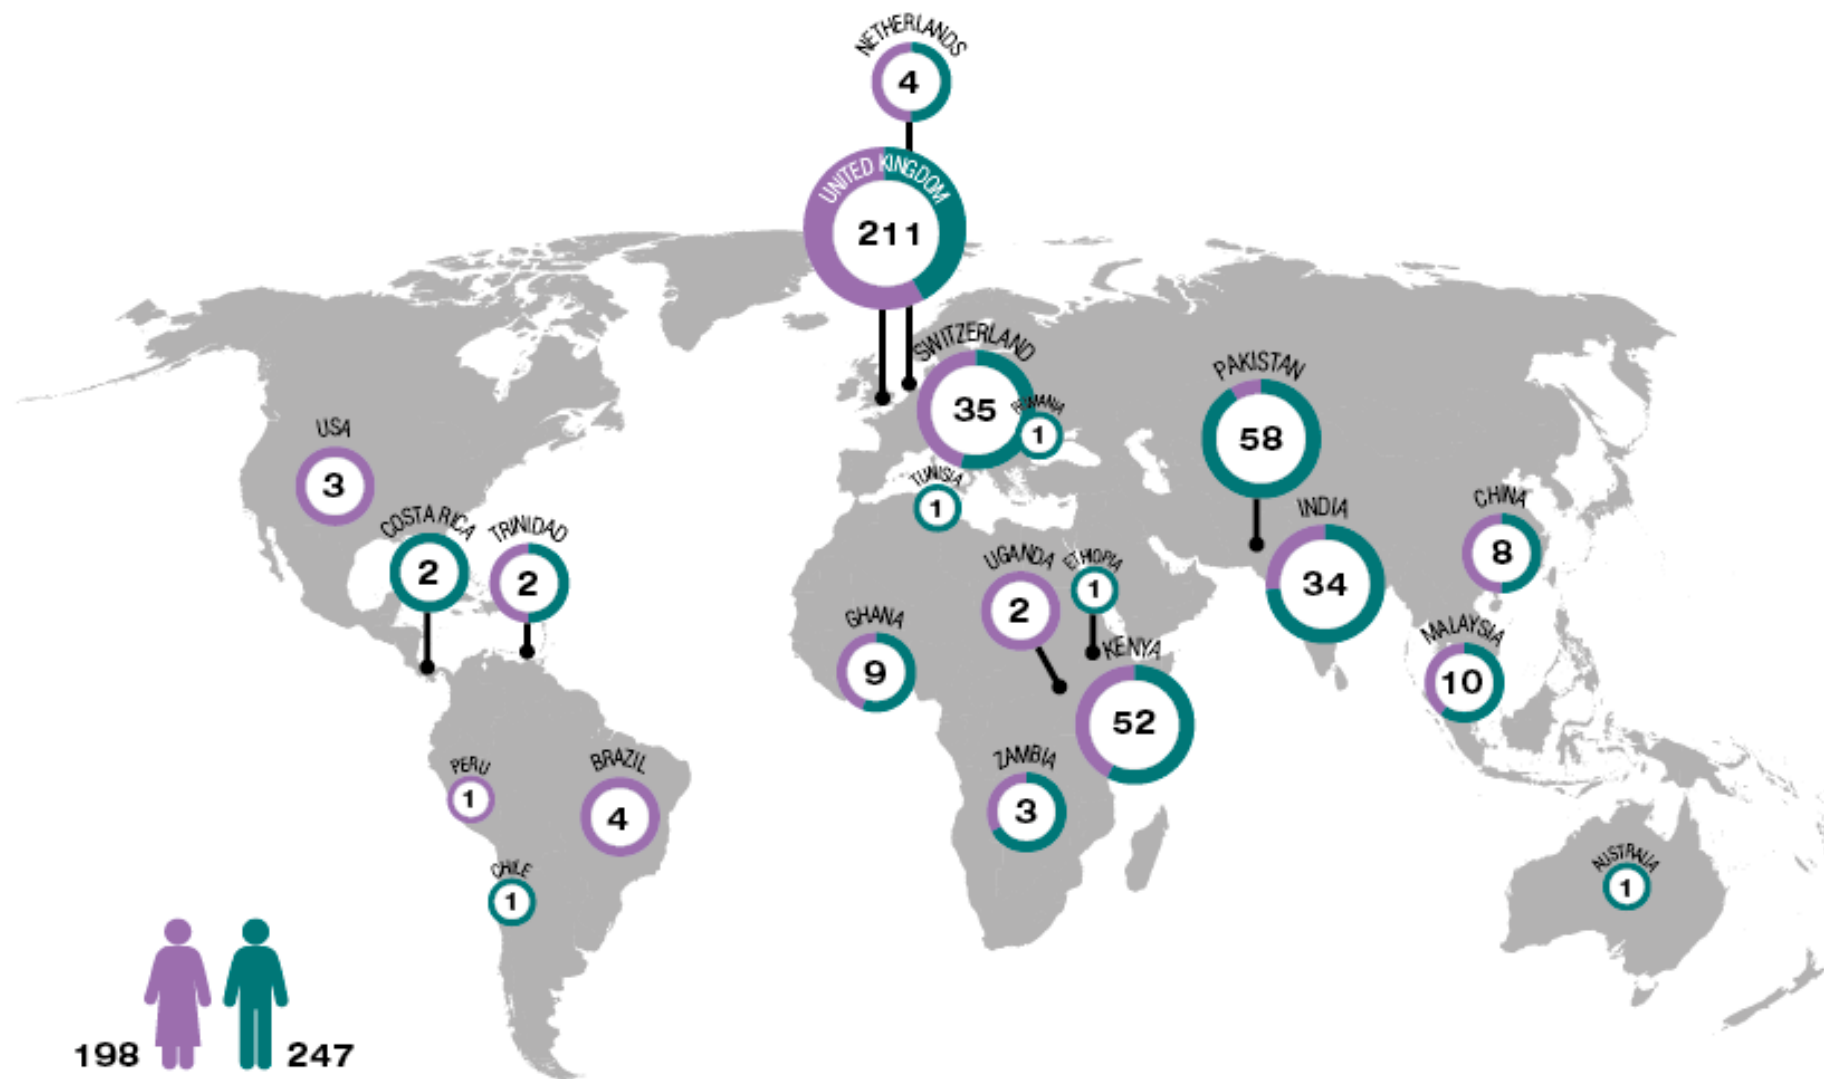 NETHERLANDS
4
UNITED KINGDOM
211
SWITZERLAND
35
ROMANIA
1
PAKISTAN
58
USA
3
TUNISIA
1
INDIA
34
CHINA
8
COSTA RICA
2
TRINIDAD
2
UGANDA
2
ETHIOPIA
1
GHANA
9
KENYA
52
MALAYSIA
10
PERU
1
BRAZIL
4
ZAMBIA
3
CHILE
1
AUSTRALIA
1
198
247